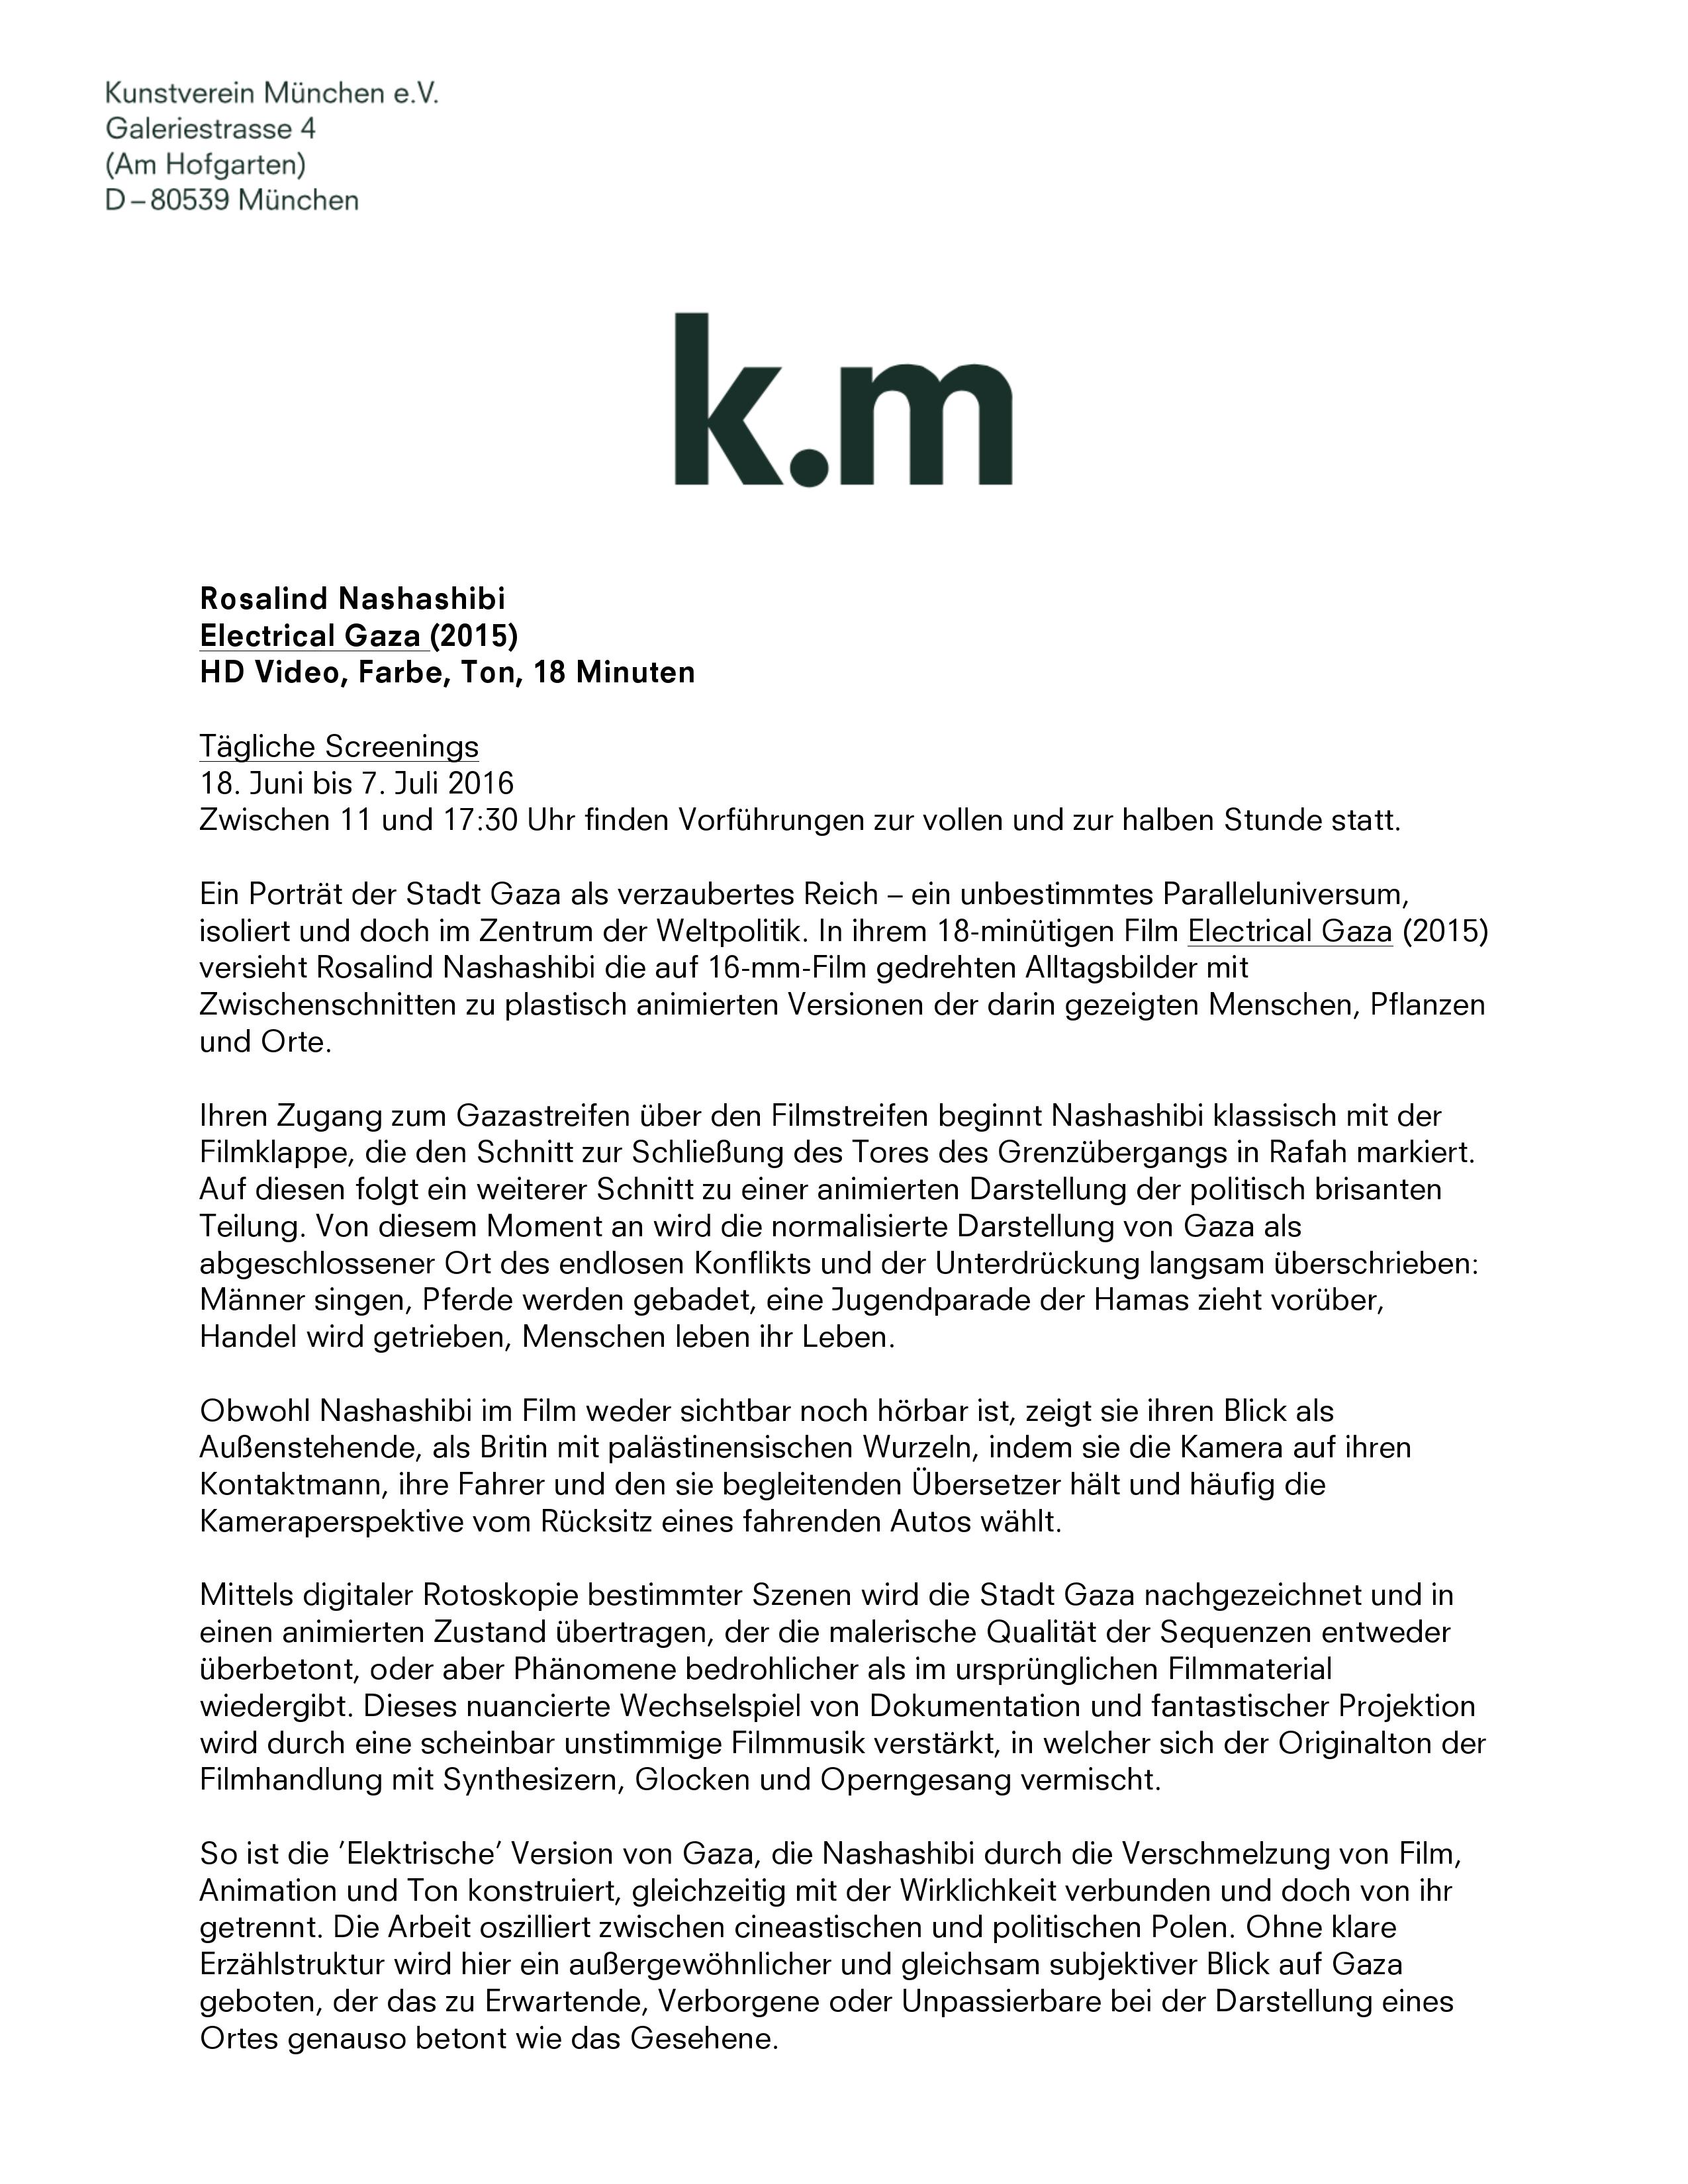 Kunstverein München e.V.
Galeriestrasse 4
(Am Hofgarten)
D – 80539 München
k.m
Rosalind Nashashibi
Electrical Gaza (2015)
HD Video, Farbe, Ton, 18 Minuten
Tägliche Screenings
18. Juni bis 7. Juli 2016
Zwischen 11 und 17:30 Uhr finden Vorführungen zur vollen und zur halben Stunde statt.
Ein Porträt der Stadt Gaza als verzaubertes Reich – ein unbestimmtes Paralleluniversum,
isoliert und doch im Zentrum der Weltpolitik. In ihrem 18-minütigen Film Electrical Gaza (2015)
versieht Rosalind Nashashibi die auf 16-mm-Film gedrehten Alltagsbilder mit
Zwischenschnitten zu plastisch animierten Versionen der darin gezeigten Menschen, Pflanzen
und Orte.
Ihren Zugang zum Gazastreifen über den Filmstreifen beginnt Nashashibi klassisch mit der
Filmklappe, die den Schnitt zur Schließung des Tores des Grenzübergangs in Rafah markiert.
Auf diesen folgt ein weiterer Schnitt zu einer animierten Darstellung der politisch brisanten
Teilung. Von diesem Moment an wird die normalisierte Darstellung von Gaza als
abgeschlossener Ort des endlosen Konflikts und der Unterdrückung langsam überschrieben:
Männer singen, Pferde werden gebadet, eine Jugendparade der Hamas zieht vorüber,
Handel wird getrieben, Menschen leben ihr Leben.
Obwohl Nashashibi im Film weder sichtbar noch hörbar ist, zeigt sie ihren Blick als
Außenstehende, als Britin mit palästinensischen Wurzeln, indem sie die Kamera auf ihren
Kontaktmann, ihre Fahrer und den sie begleitenden Übersetzer hält und häufig die
Kameraperspektive vom Rücksitz eines fahrenden Autos wählt.
Mittels digitaler Rotoskopie bestimmter Szenen wird die Stadt Gaza nachgezeichnet und in
einen animierten Zustand übertragen, der die malerische Qualität der Sequenzen entweder
überbetont, oder aber Phänomene bedrohlicher als im ursprünglichen Filmmaterial
wiedergibt. Dieses nuancierte Wechselspiel von Dokumentation und fantastischer Projektion
wird durch eine scheinbar unstimmige Filmmusik verstärkt, in welcher sich der Originalton der
Filmhandlung mit Synthesizern, Glocken und Operngesang vermischt.
So ist die ’Elektrische’ Version von Gaza, die Nashashibi durch die Verschmelzung von Film,
Animation und Ton konstruiert, gleichzeitig mit der Wirklichkeit verbunden und doch von ihr
getrennt. Die Arbeit oszilliert zwischen cineastischen und politischen Polen. Ohne klare
Erzählstruktur wird hier ein außergewöhnlicher und gleichsam subjektiver Blick auf Gaza
geboten, der das zu Erwartende, Verborgene oder Unpassierbare bei der Darstellung eines
Ortes genauso betont wie das Gesehene.